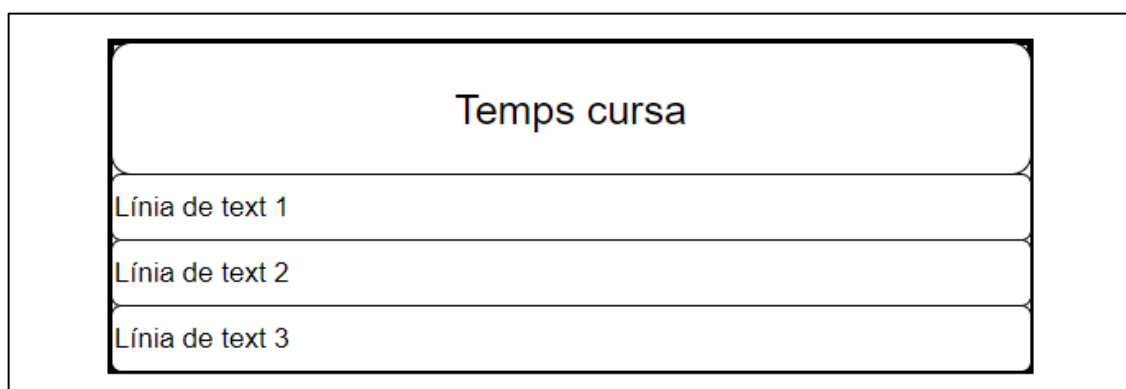 Temps cursa
Línia de text 1
Línia de text 2
Línia de text 3